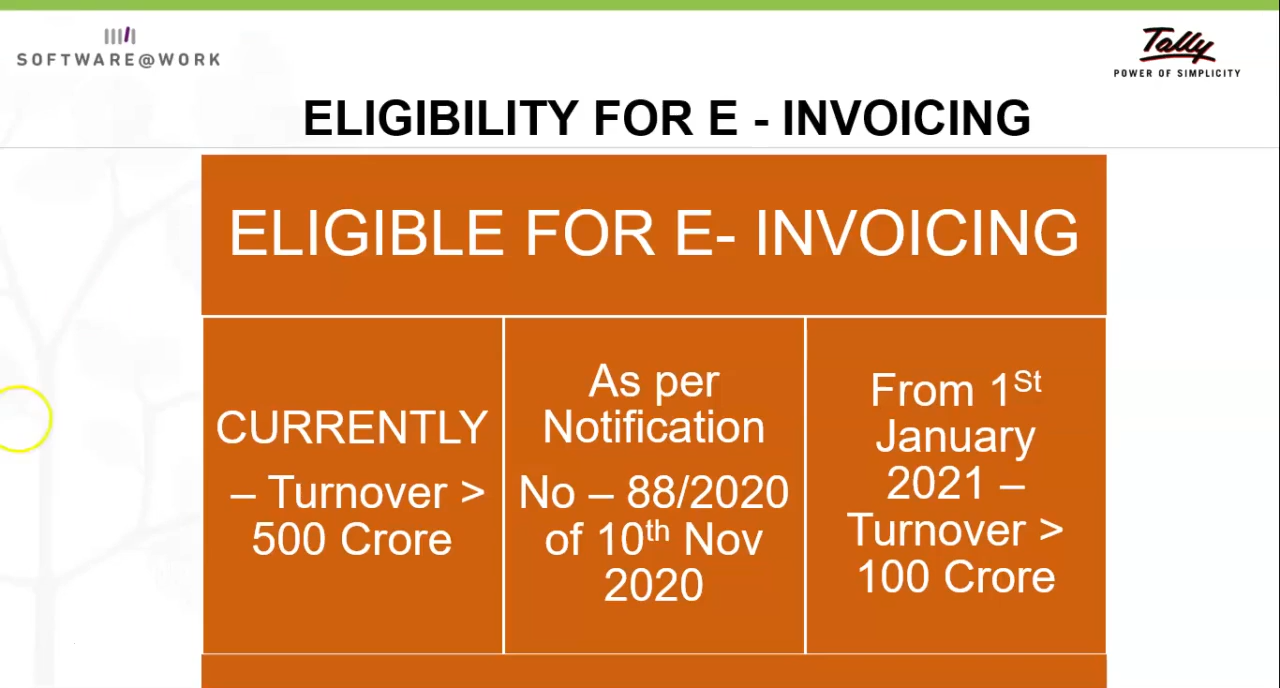 SOFTWARE@WORK
Tally
POWER OF SIMPLICITY
ELIGIBILITY FOR E - INVOICING
ELIGIBLE FOR E- INVOICING
CURRENTLY
– Turnover >
500 Crore
As per
Notification
No – 88/2020
of 10th Nov
2020
From 1St
January
2021 –
Turnover >
100 Crore